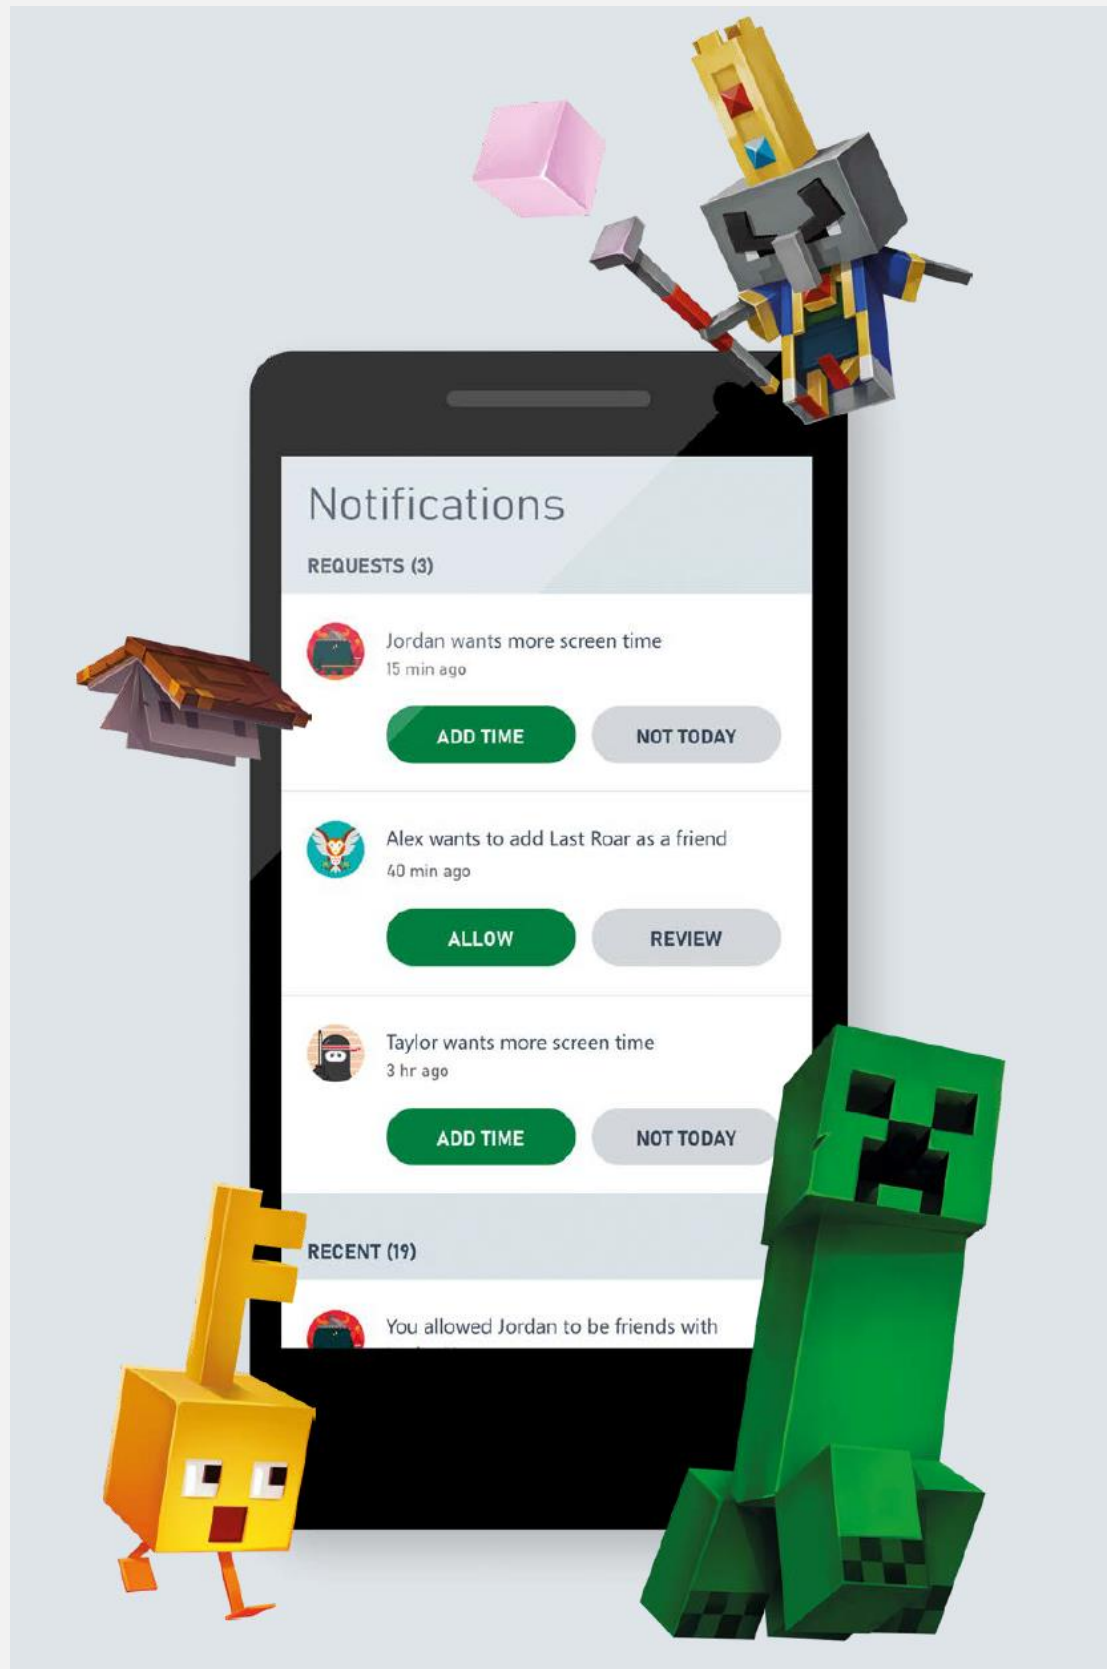 Notifications
REQUESTS (3)
Jordan wants more screen time
15 min ago
ADD TIME NOT TODAY
Alex wants to add Last Roar as a friend
40 min ago
ALLOW REVIEW
Taylor wants more screen time
3 hr ago
ADD TIME NOT TODAY
RECENT (19)
You allowed Jordan to be friends with